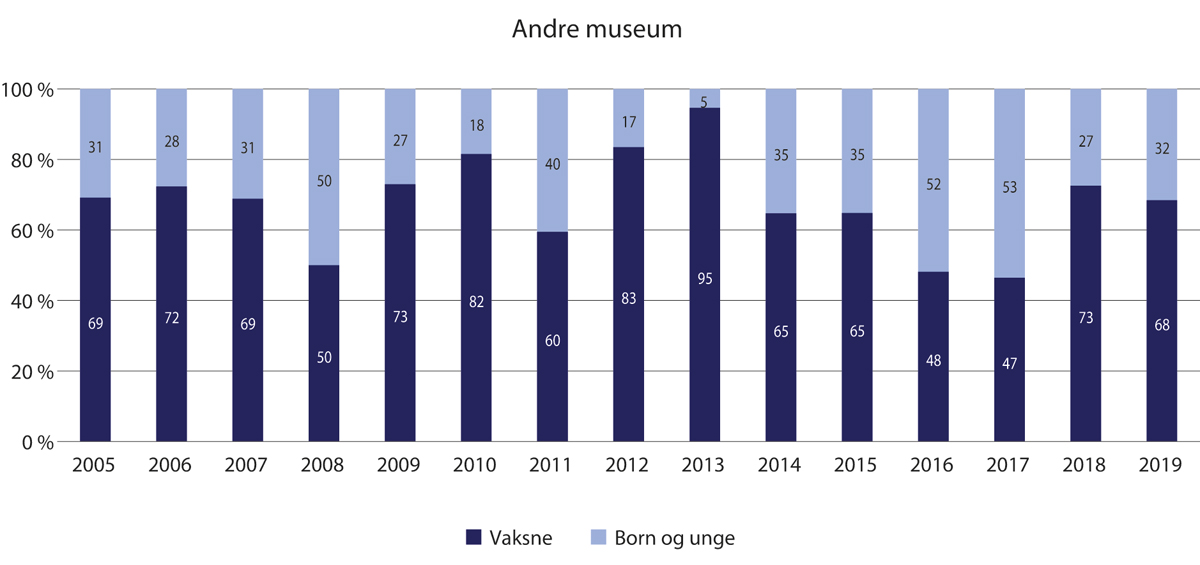 Andre museum
100 %
80 %
60 %
40 %
20 %
0 %
31 28 31 50 27 18 40 17 5 35 35 52 53 27 32
69 72 69 50 73 82 60 83 95 65 65 48 47 73 68
2005 2006 2007 2008 2009 2010 2011 2012 2013 2014 2015 2016 2017 2018 2019
Vaksne Born og unge